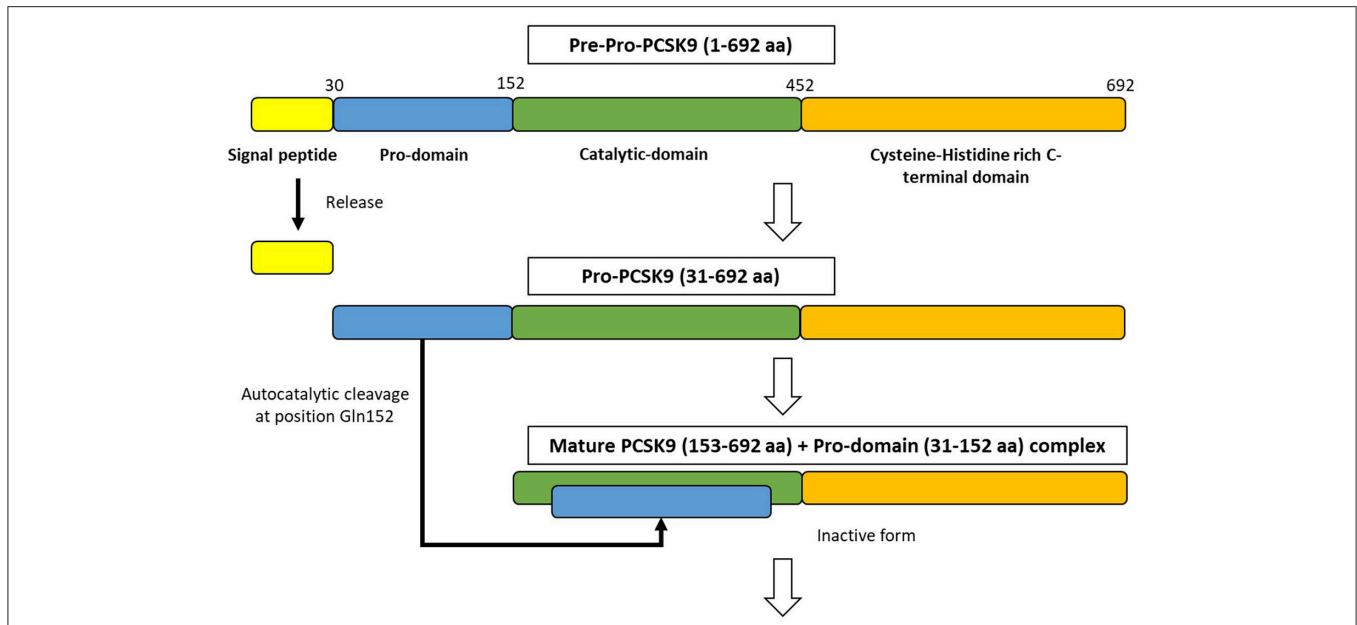 Pre-Pro-PCSK9 (1-692 aa)
30
152
452
692
Signal peptide
Pro-domain
Catalytic-domain
Cysteine-Histidine rich C-
terminal domain
Release
Pro-PCSK9 (31-692 aa)
Autocatalytic cleavage
at position Gln152
Mature PCSK9 (153-692 aa) + Pro-domain (31-152 aa) complex
Inactive form